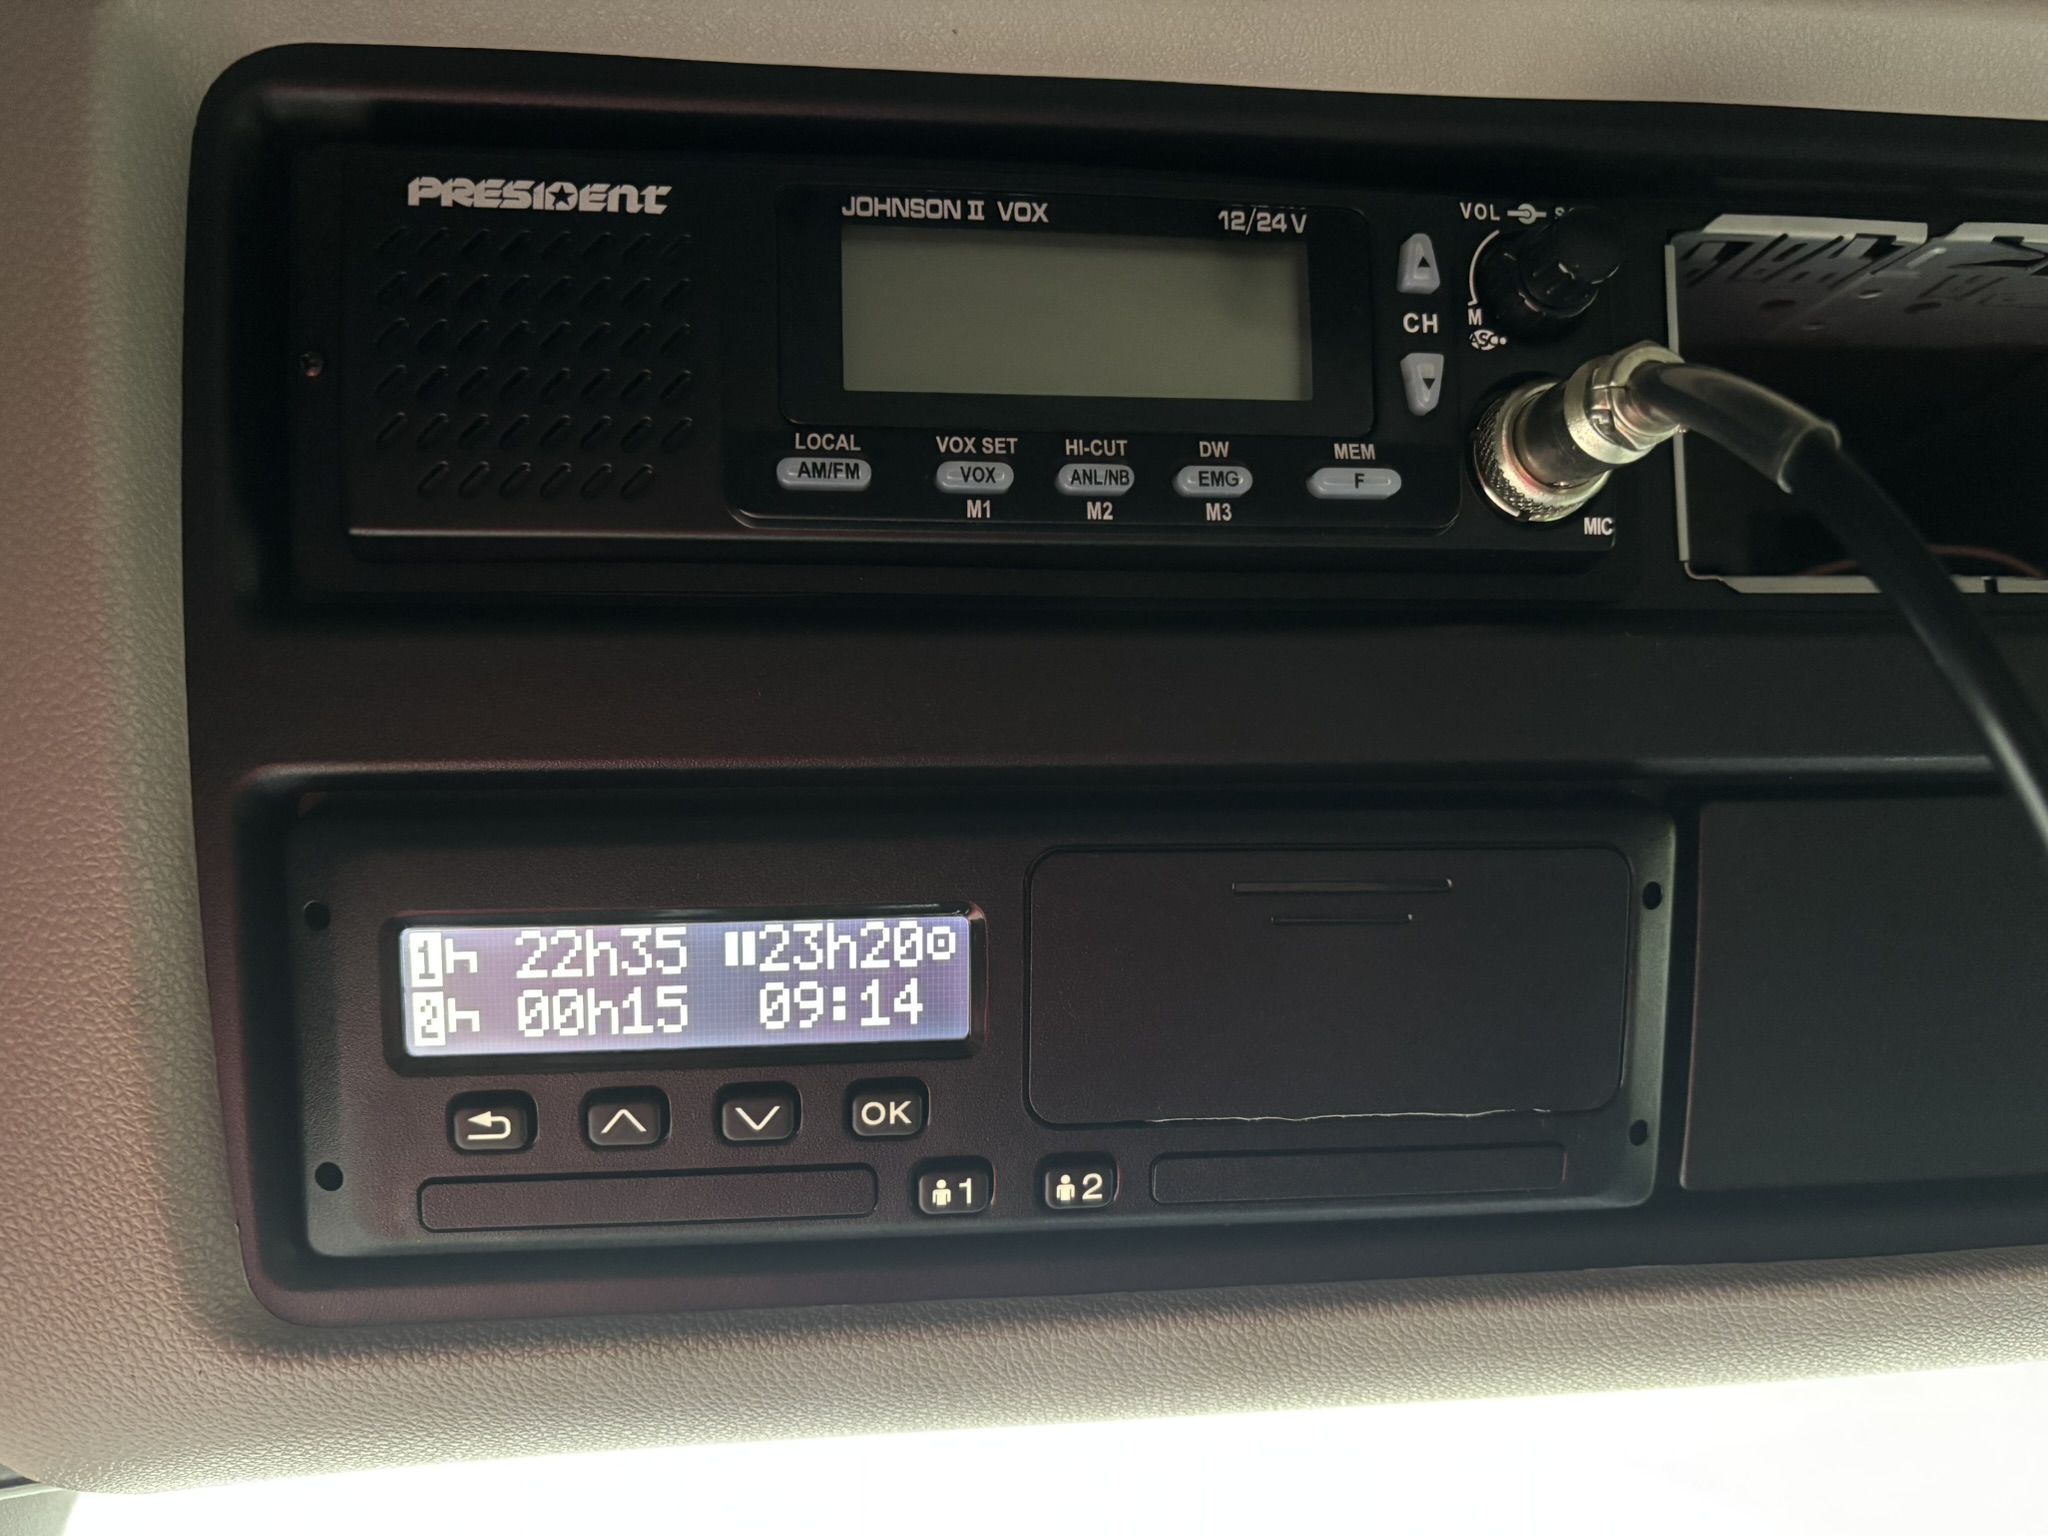 PRESIDENT
JOHNSON II VOX 12/24V
VOL
CH
M
ASC
LOCAL VOX SET HI-CUT DW MEM
AM/FM VOX ANL/NB EMG F
M1 M2 M3
MIC
1h 22h35 23h20
2h 00h15 09:14
OK
1 2